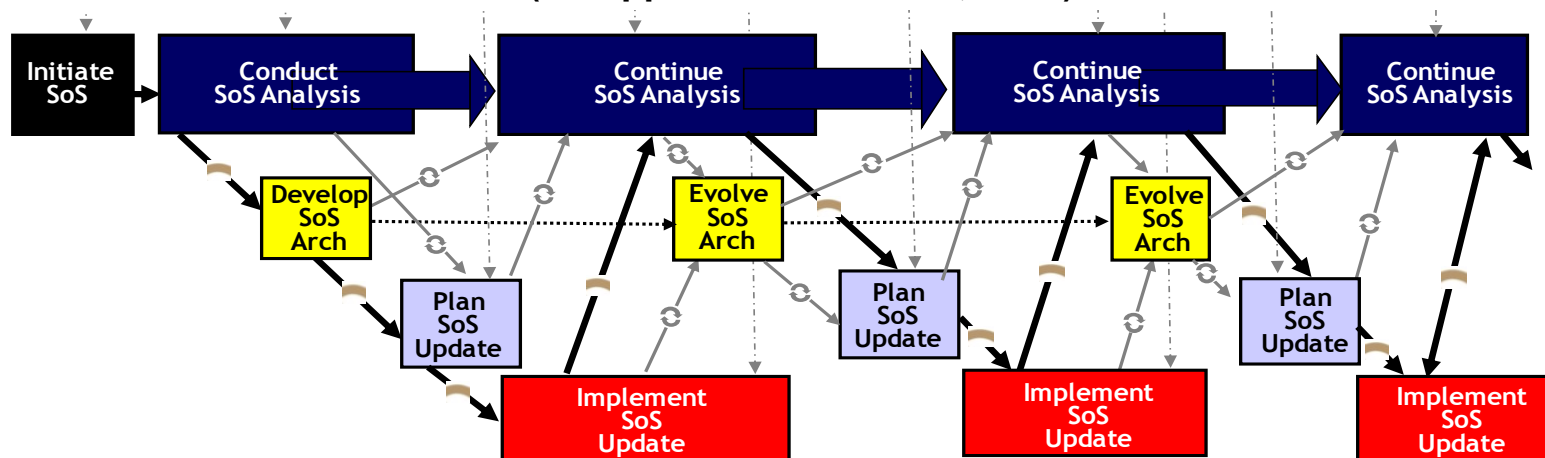 Initiate
SoS
Conduct
SoS Analysis
Continue
SoS Analysis
Continue
SoS Analysis
Continue
SoS Analysis
Develop
SoS
Arch
Evolve
SoS
Arch
Evolve
SoS
Arch
Plan
SoS
Update
Plan
SoS
Update
Plan
SoS
Update
Implement
SoS
Update
Implement
SoS
Update
Implement
SoS
Update